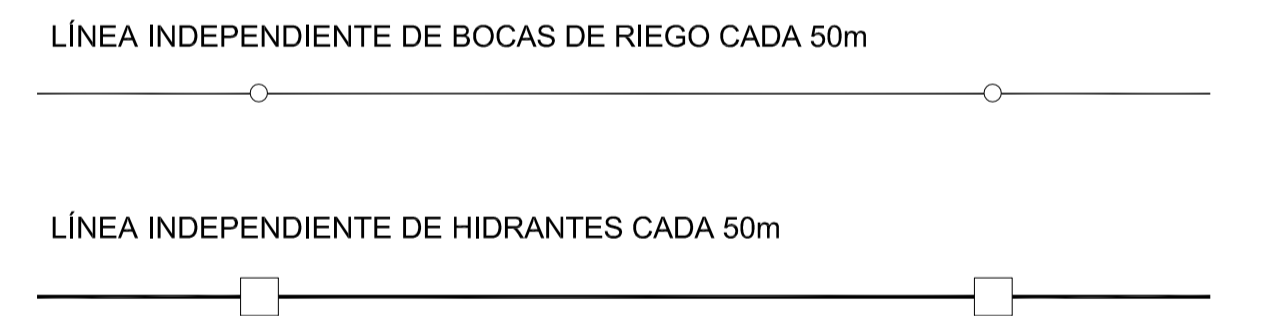 LÍNEA INDEPENDIENTE DE BOCAS DE RIEGO CADA 50m
LÍNEA INDEPENDIENTE DE HIDRANTES CADA 50m